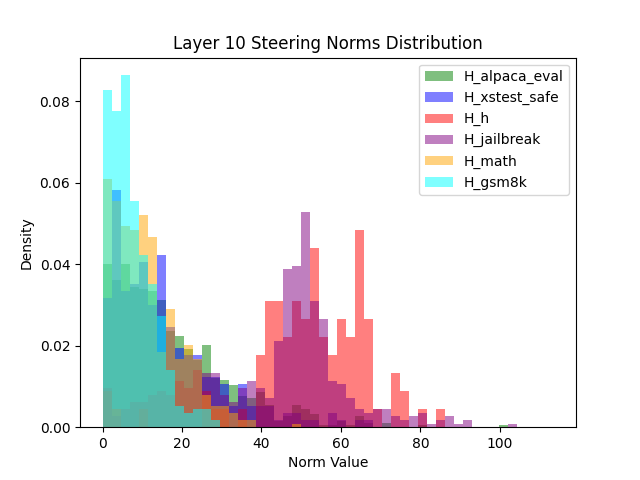 Layer 10 Steering Norms Distribution
H_alpaca_eval
H_xstest_safe
H_h
H_jailbreak
H_math
H_gsm8k
Density
0.08
0.06
0.04
0.02
0.00
0
20
40
60
80
100
Norm Value